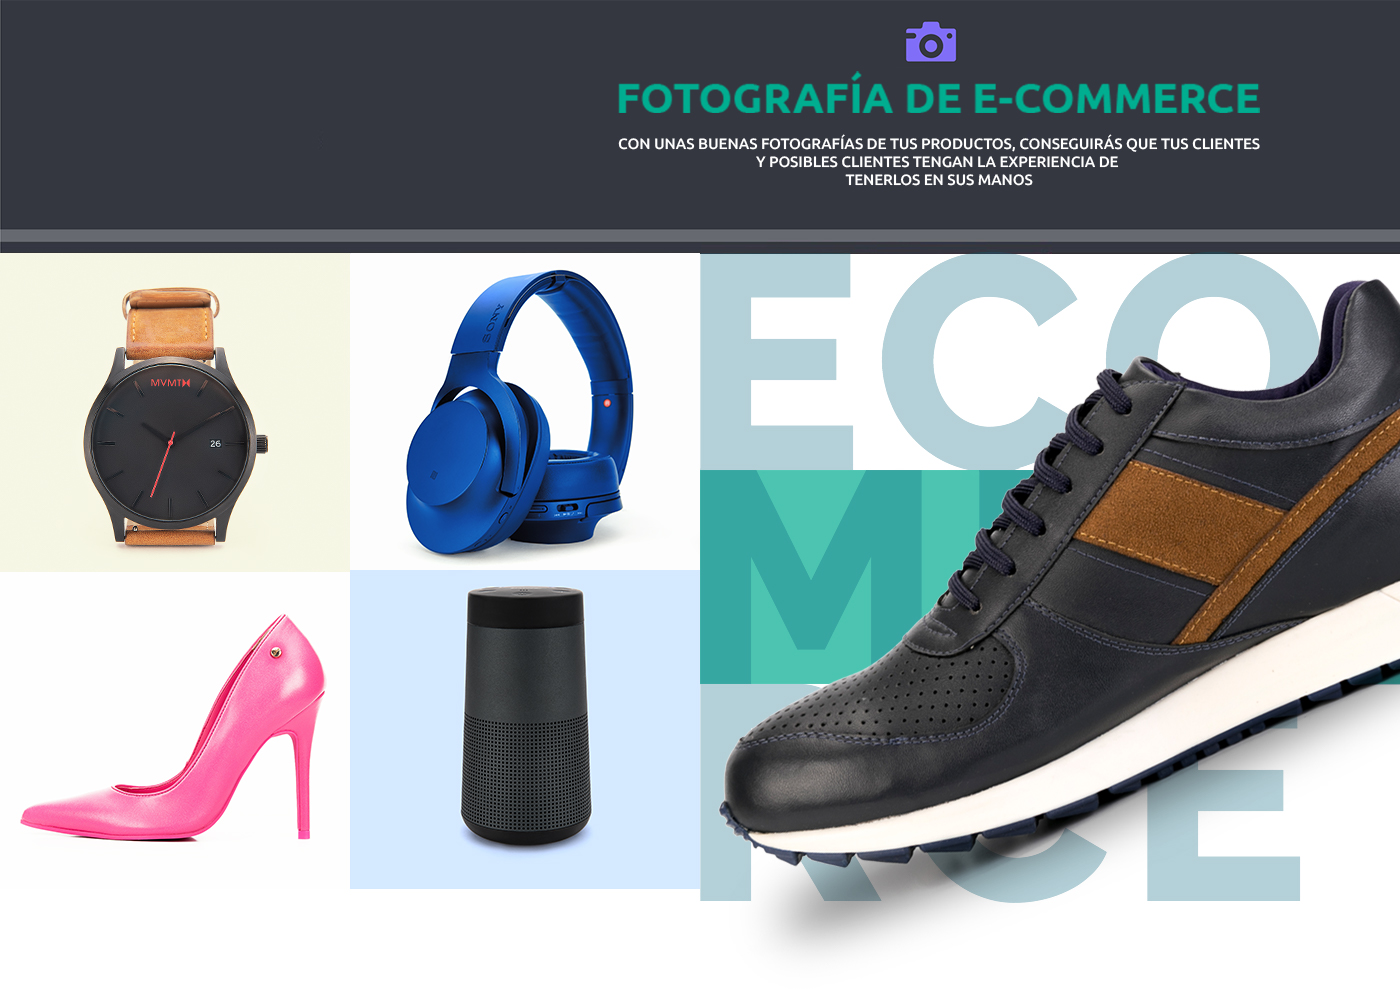 FOTOGRAFÍA DE E-COMMERCE
CON UNAS BUENAS FOTOGRAFÍAS DE TUS PRODUCTOS, CONSEGUIRÁS QUE TUS CLIENTES
Y POSIBLES CLIENTES TENGAN LA EXPERIENCIA DE
TENERLOS EN SUS MANOS
MVMT
26
SONY
ECO
M
RCE